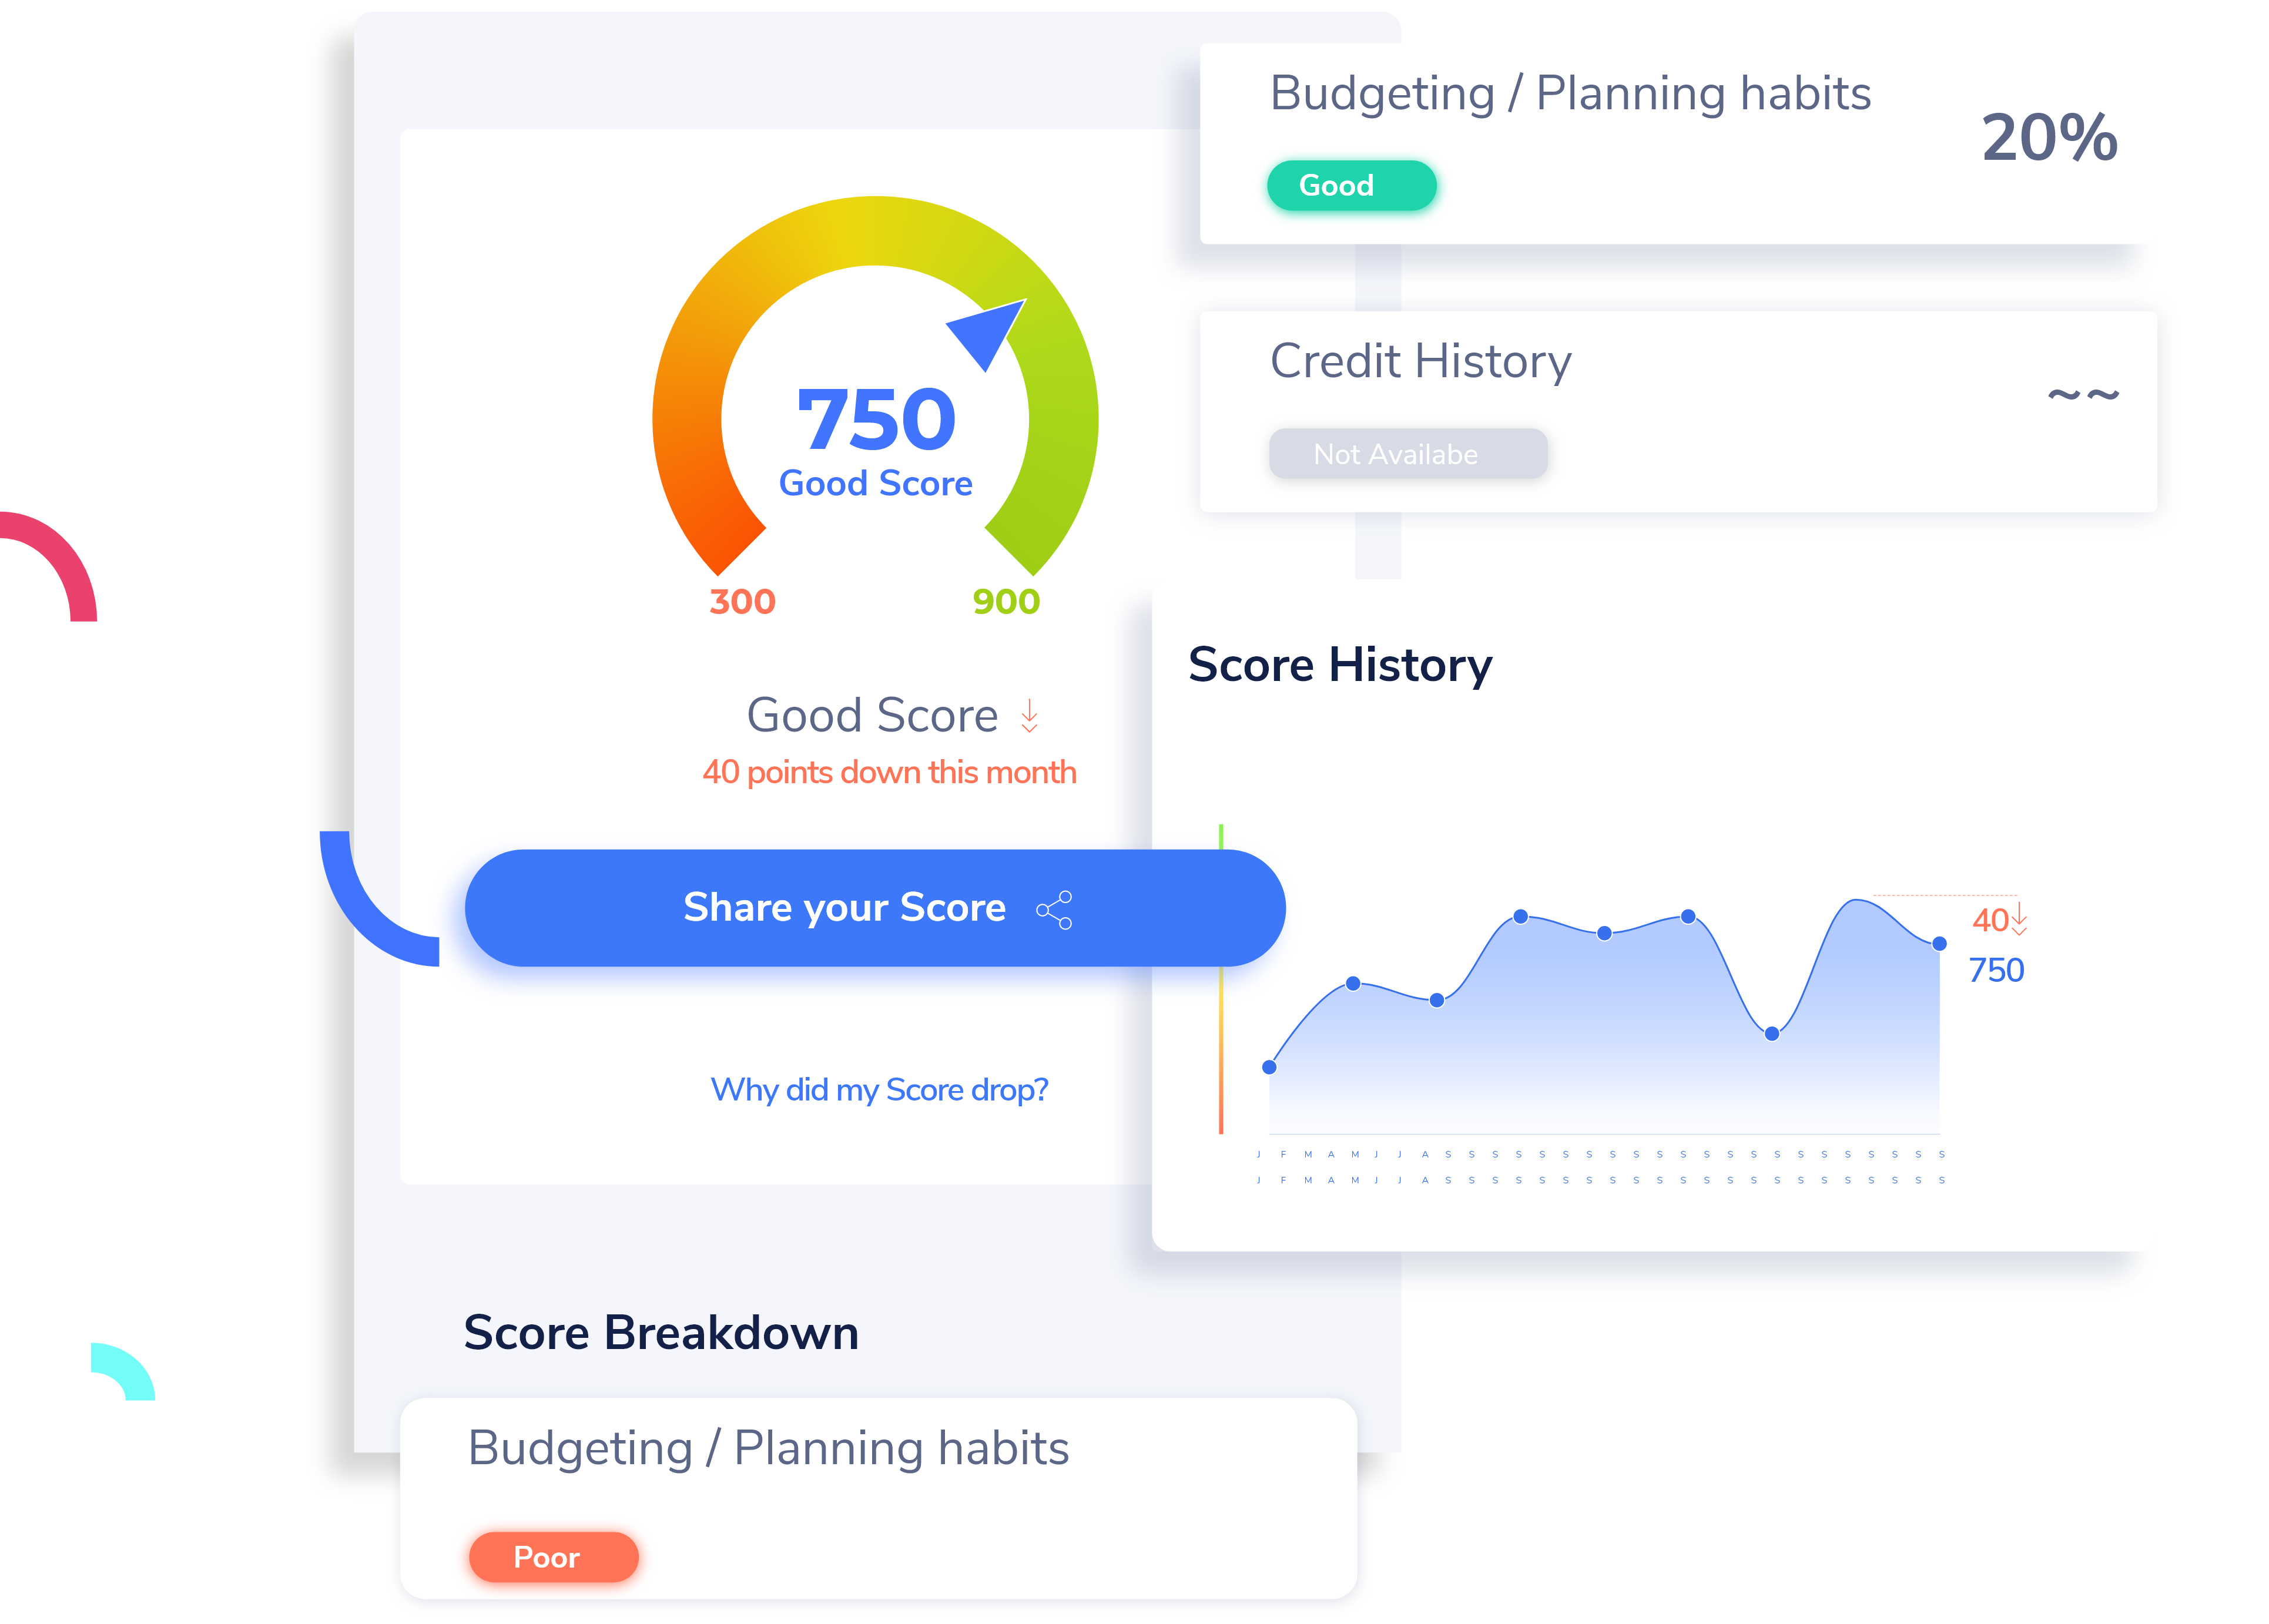 Budgeting / Planning habits
20%
Good
Credit History
~~
Not Availabe
750
Good Score
300
900
Good Score
40 points down this month
Share your Score
Why did my Score drop?
Score History
40
750
J F M A M J J A S S S S S S S S S S S S S S S S S S S S S S
J F M A M J J A S S S S S S S S S S S S S S S S S S S S S S
Score Breakdown
Budgeting / Planning habits
Poor